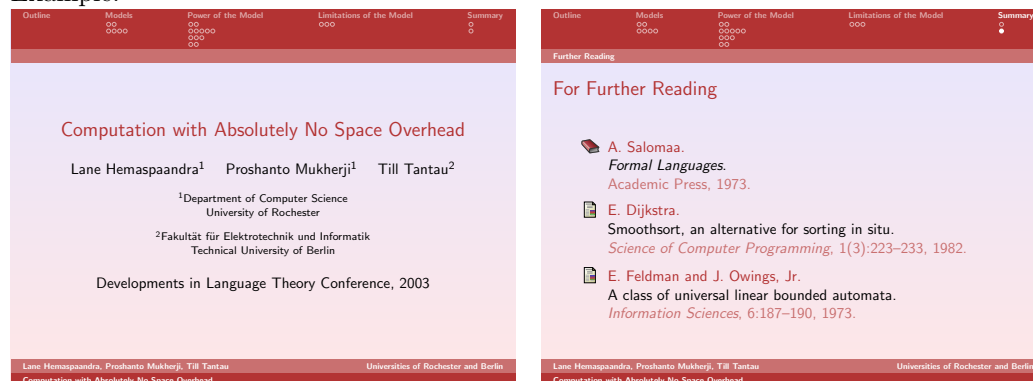 Example:
Outline Models Power of the Model Limitations of the Model Summary
Computation with Absolutely No Space Overhead
Lane Hemaspaandra1 Proshanto Mukherji1 Till Tantau2
1Department of Computer Science
University of Rochester
2Fakultät für Elektrotechnik und Informatik
Technical University of Berlin
Developments in Language Theory Conference, 2003
Lane Hemaspaandra, Proshanto Mukherji, Till Tantau Universities of Rochester and Berlin
Computation with Absolutely No Space Overhead
Outline Models Power of the Model Limitations of the Model Summary
Further Reading
For Further Reading
A. Salomaa.
Formal Languages.
Academic Press, 1973.
E. Dijkstra.
Smoothsort, an alternative for sorting in situ.
Science of Computer Programming, 1(3):223–233, 1982.
E. Feldman and J. Owings, Jr.
A class of universal linear bounded automata.
Information Sciences, 6:187–190, 1973.
Lane Hemaspaandra, Proshanto Mukherji, Till Tantau Universities of Rochester and Berlin
Computation with Absolutely No Space Overhead